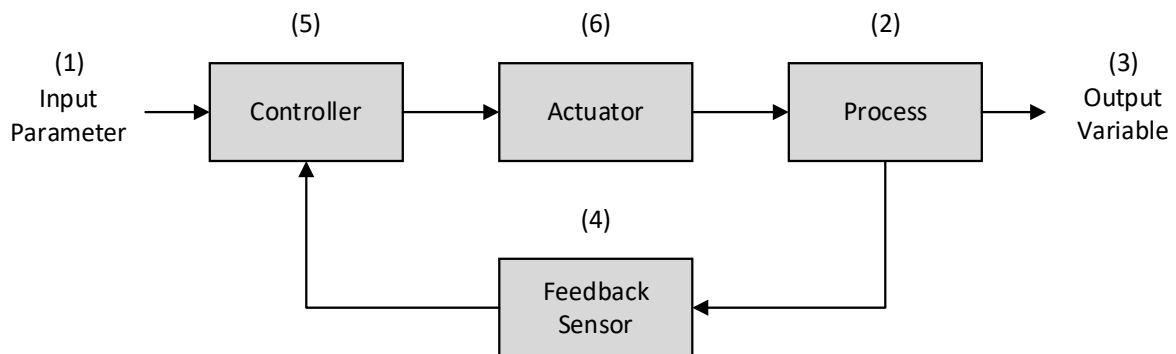 (5)
(6)
(2)
(1)
Input
Parameter
Controller
Actuator
Process
(3)
Output
Variable
(4)
Feedback
Sensor